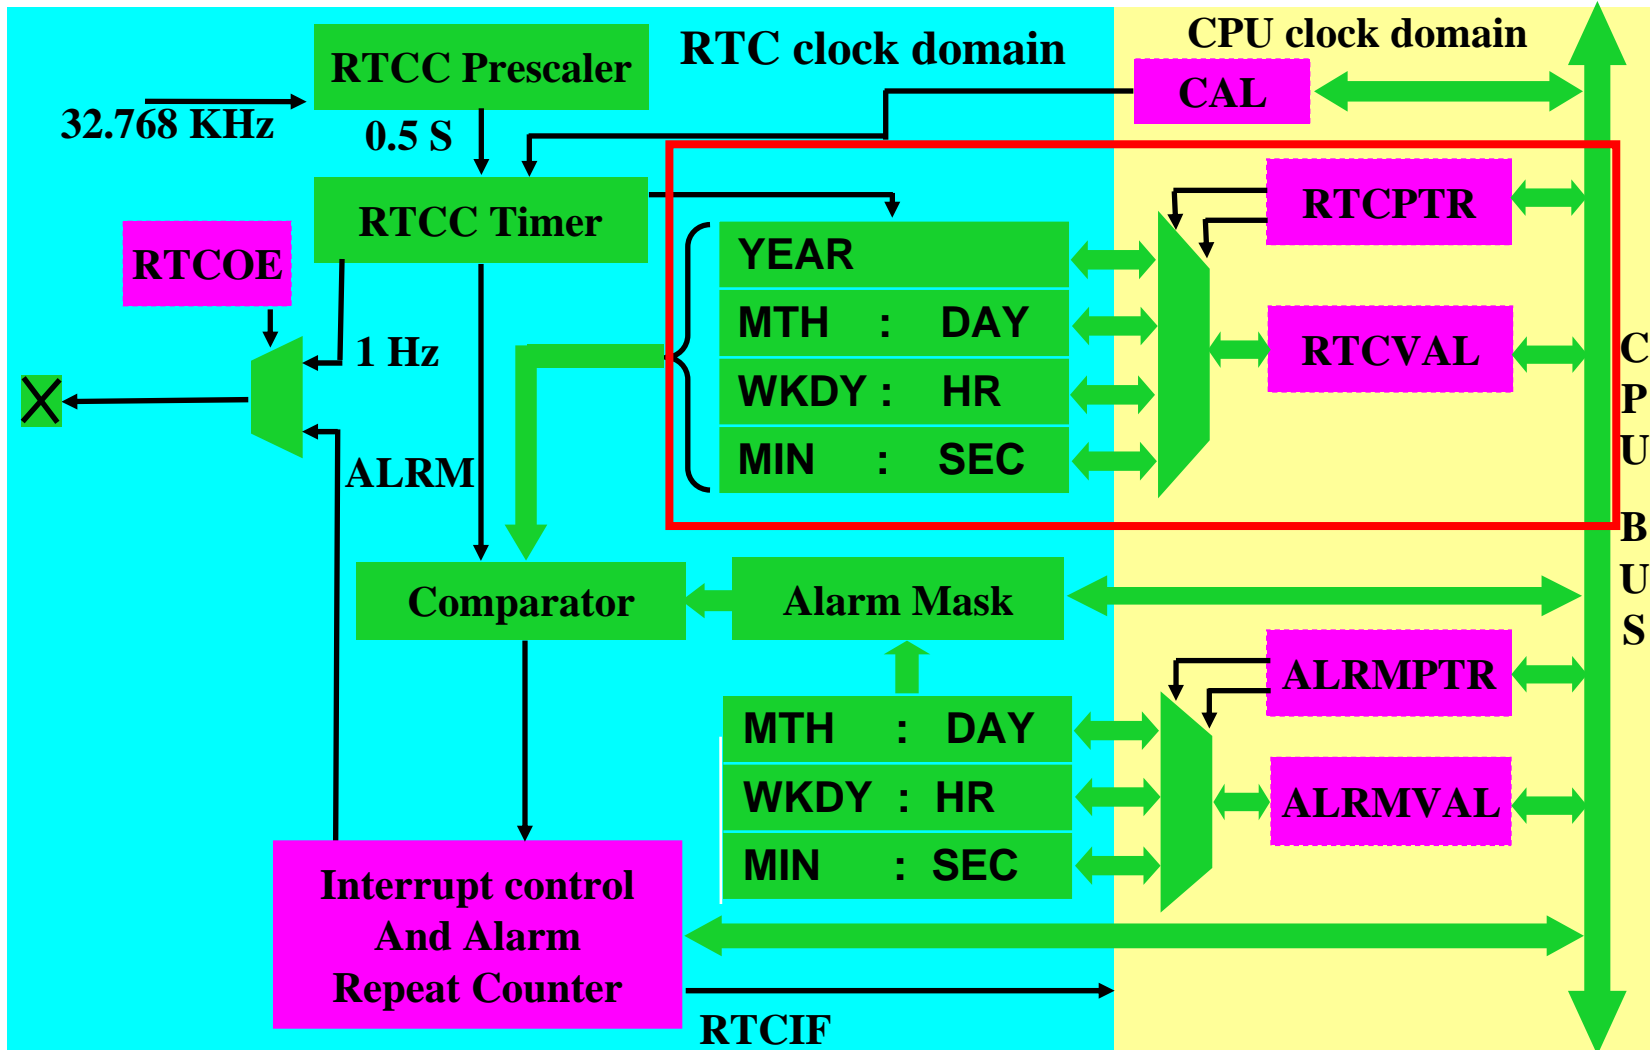 RTC clock domain
CPU clock domain
RTCC Prescaler
CAL
32.768 KHz
0.5 S
RTCC Timer
RTCPTR
RTCOE
YEAR
MTH : DAY
1 Hz
RTCVAL
WKDY : HR
MIN : SEC
ALRM
CPU BUS
Comparator
Alarm Mask
ALRMPTR
MTH : DAY
WKDY : HR
ALRMVAL
MIN : SEC
Interrupt control
And Alarm
Repeat Counter
RTCIF